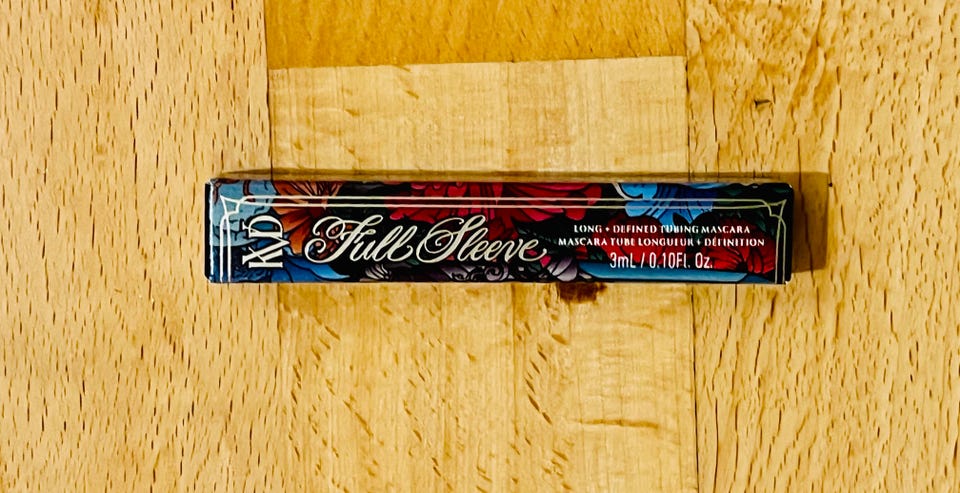 KVD
Full Sleeve
LONG + DEFINED TUBING MASCARA
MASCARA TUBE LONGUEUR + DÉFINITION
3mL / 0.10Fl. Oz.